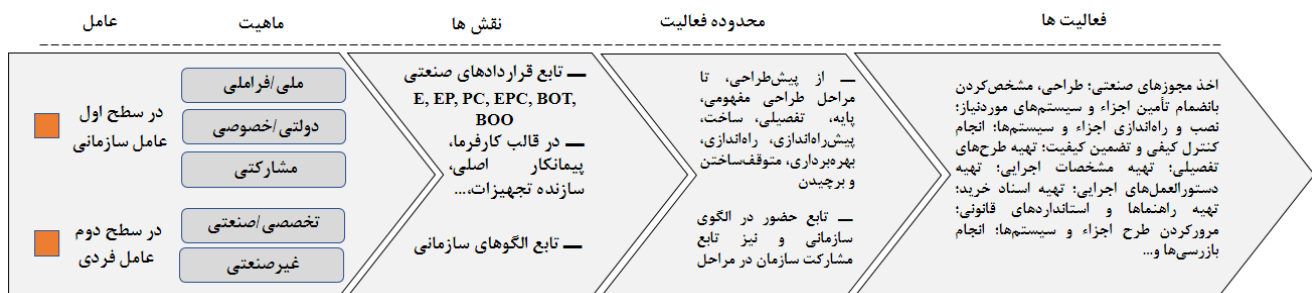 عامل
ماهیت
نقش ها
محدوده فعالیت
فعالیت ها
در سطح اول
عامل سازمانی
در سطح دوم
عامل فردی
ملی/فراملی
دولتی/خصوصی
مشارکتی
تخصصی/صنعتی
غیرصنعتی
ــ تابع قراردادهای صنعتی
E, EP, PC, EPC, BOT,
BOO
ــ در قالب کارفرما،
پیمانکار اصلی،
سازنده تجهیزات،...
ــ تابع الگوهای سازمانی
ــ از پیش‌طراحی، تا
مراحل طراحی مفهومی،
پایه، تفصیلی، ساخت،
پیش‌راه‌اندازی، راه‌اندازی،
بهره‌برداری، متوقف‌ساختن
و برچیدن
ــ تابع حضور در الگوی
سازمانی و نیز تابع
مشارکت سازمان در مراحل
اخذ مجوزهای صنعتی؛ طراحی، مشخص‌کردن
بانضمام تأمین اجزاء و سیستم‌های موردنیاز؛
نصب و راه‌اندازی اجزاء و سیستم‌ها؛ انجام
کنترل کیفی و تضمین کیفیت؛ تهیه طرح‌های
تفصیلی؛ تهیه مشخصات اجرایی؛ تهیه
دستورالعمل‌های اجرایی؛ تهیه اسناد خرید؛
تهیه راهنماها و استانداردهای قانونی؛
مرورکردن طرح اجزاء و سیستم‌ها؛ انجام
بازرسی‌ها و...